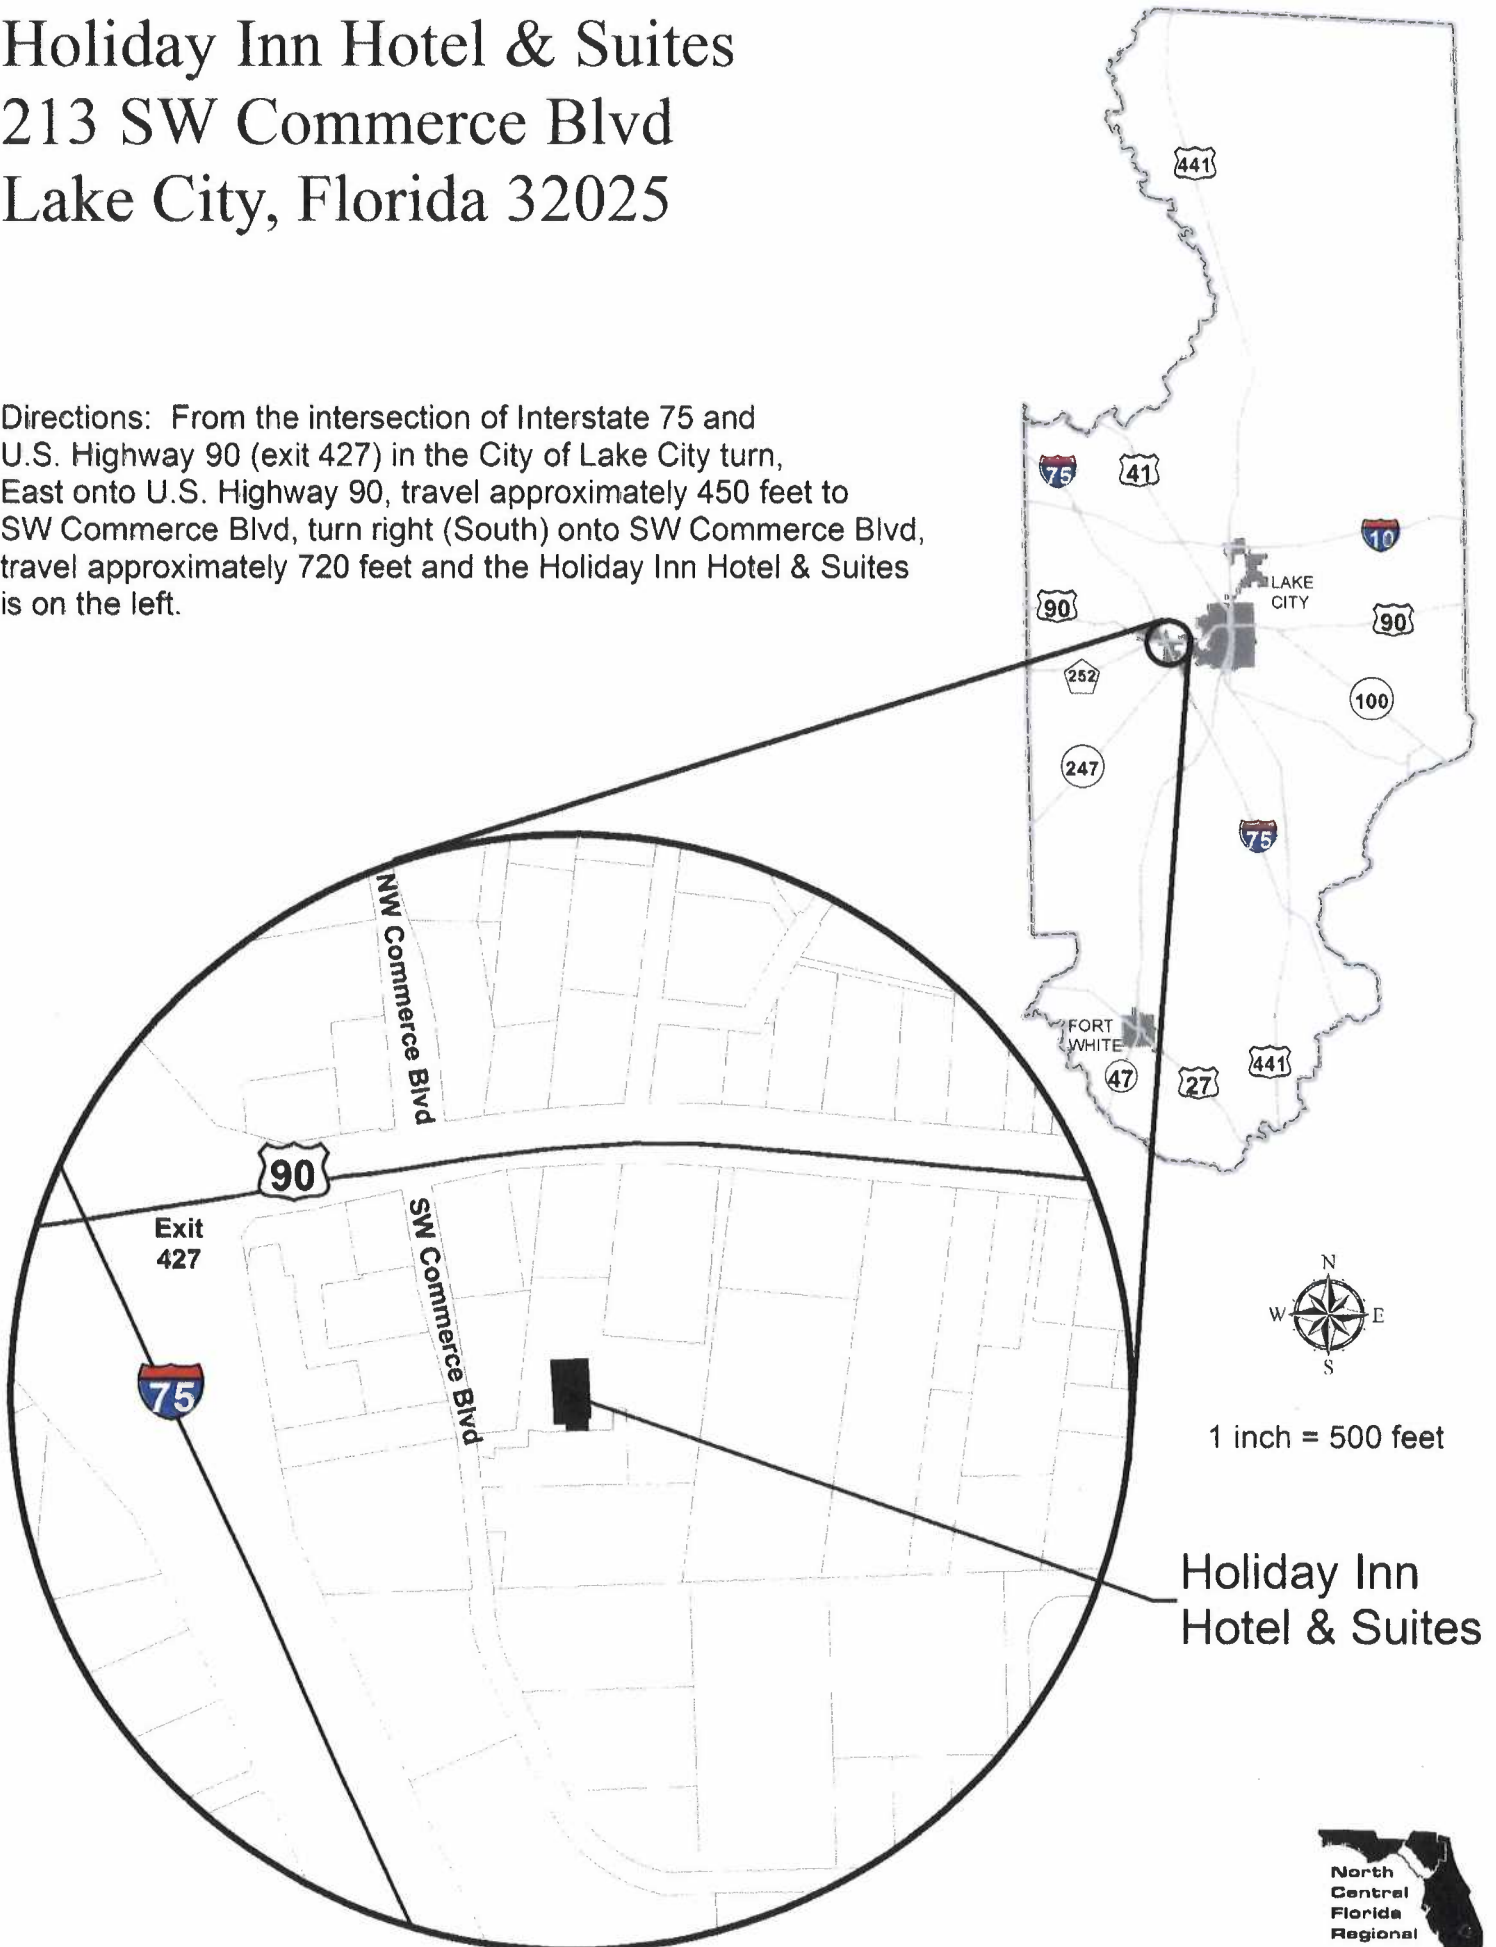 Holiday Inn Hotel & Suites
213 SW Commerce Blvd
Lake City, Florida 32025
Directions: From the intersection of Interstate 75 and
U.S. Highway 90 (exit 427) in the City of Lake City turn,
East onto U.S. Highway 90, travel approximately 450 feet to
SW Commerce Blvd, turn right (South) onto SW Commerce Blvd,
travel approximately 720 feet and the Holiday Inn Hotel & Suites
is on the left.
441
75
41
10
LAKE
CITY
90
90
252
100
247
75
FORT
WHITE
47
27
441
NW Commerce Blvd
90
Exit
427
SW Commerce Blvd
75
N
W
E
S
1 inch = 500 feet
Holiday Inn
Hotel & Suites
North
Central
Florida
Regional